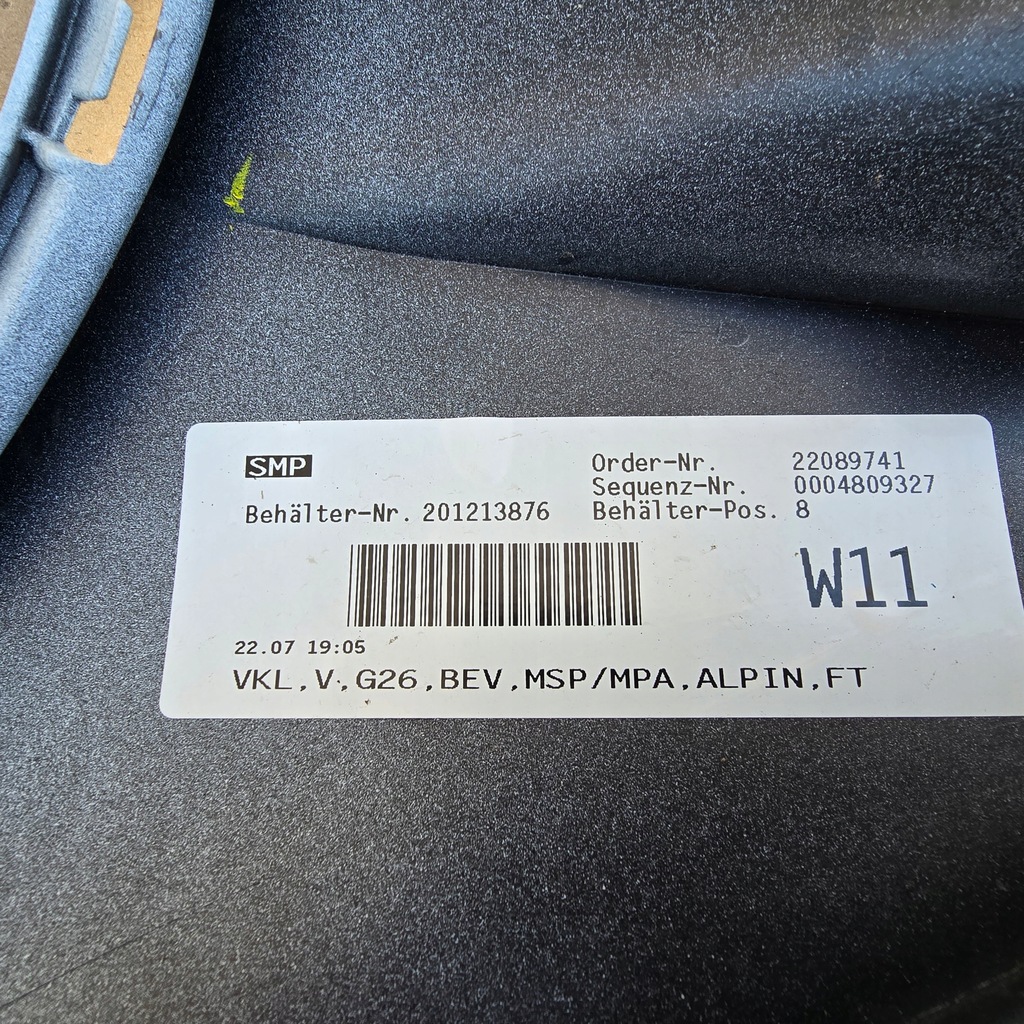 SMP
Order-Nr. 22089741
Sequenz-Nr. 0004809327
Behälter-Nr. 201213876 Behälter-Pos. 8
W11
22.07 19:05
VKL,V,G26,BEV,MSP/MPA,ALPIN,FT